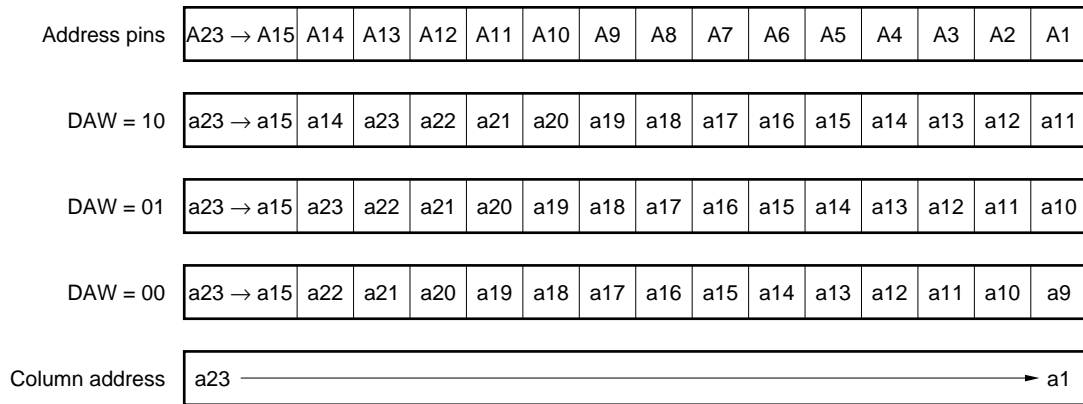 Address pins A23 → A15 A14 A13 A12 A11 A10 A9 A8 A7 A6 A5 A4 A3 A2 A1
DAW = 10 a23 → a15 a14 a23 a22 a21 a20 a19 a18 a17 a16 a15 a14 a13 a12 a11
DAW = 01 a23 → a15 a23 a22 a21 a20 a19 a18 a17 a16 a15 a14 a13 a12 a11 a10
DAW = 00 a23 → a15 a22 a21 a20 a19 a18 a17 a16 a15 a14 a13 a12 a11 a10 a9
Column address a23 → a1